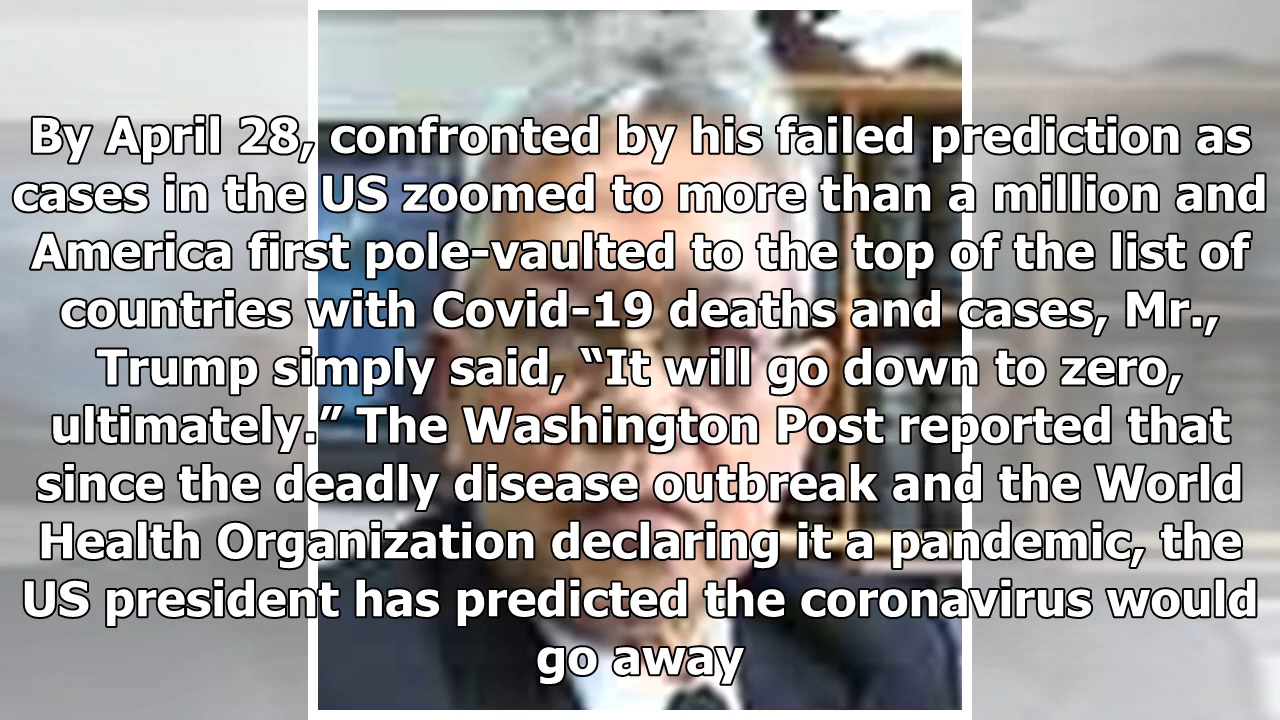 By April 28, confronted by his failed prediction as
cases in the US zoomed to more than a million and
America first pole-vaulted to the top of the list of
countries with Covid-19 deaths and cases, Mr.,
Trump simply said, “It will go down to zero,
ultimately.” The Washington Post reported that
since the deadly disease outbreak and the World
Health Organization declaring it a pandemic, the
US president has predicted the coronavirus would
go away